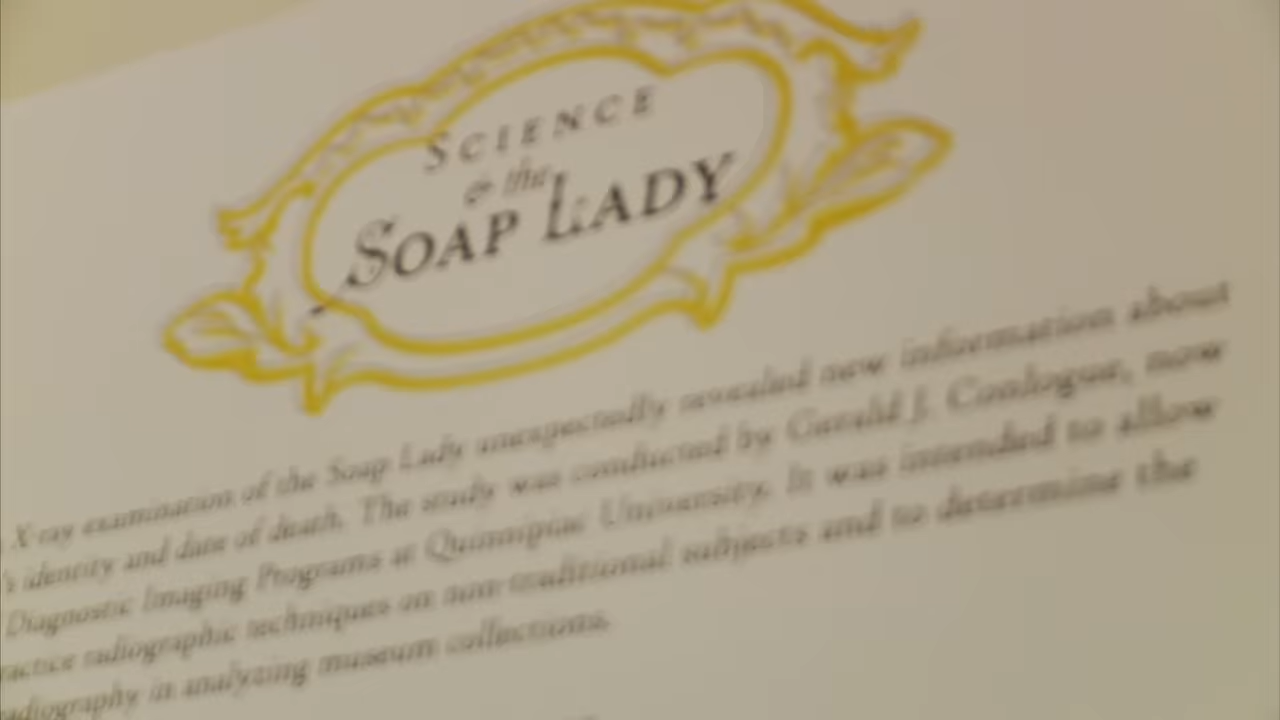 SCIENCE
& the
SOAP LADY
X-ray examination of the Soap Lady unexpectedly revealed new information about
's identity and date of death. The study was conducted by Gerald J. Conlogue, now
Diagnostic Imaging Programs at Quinnipiac University. It was intended to allow
ractice radiographic techniques on non-traditional subjects and to determine the
adiography in analyzing museum collections.